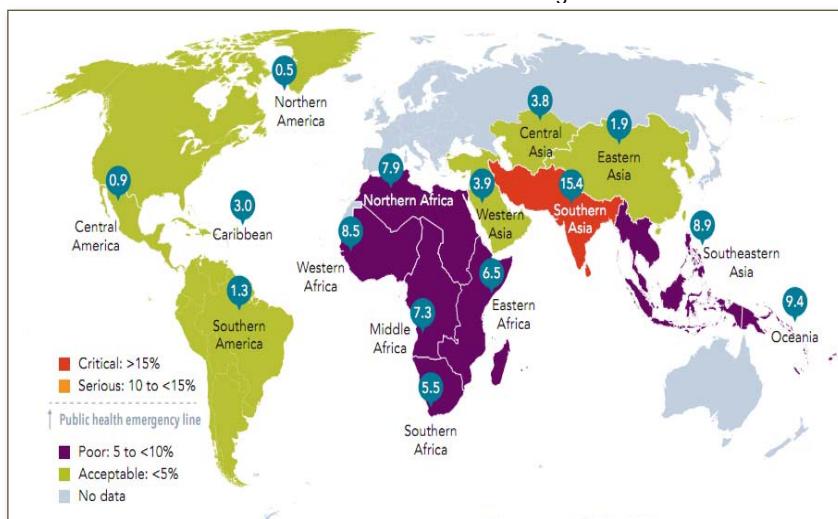 0.5
Northern
America
3.8
Central
Asia
1.9
Eastern
Asia
0.9
Central
America
3.0
Caribbean
7.9
Northern Africa
3.9
Western
Asia
15.4
Southern
Asia
8.5
Western
Africa
8.9
Southeastern
Asia
6.5
Eastern
Africa
9.4
Oceania
1.3
Southern
America
7.3
Middle
Africa
5.5
Southern
Africa
Critical: >15%
Serious: 10 to <15%
Public health emergency line
Poor: 5 to <10%
Acceptable: <5%
No data